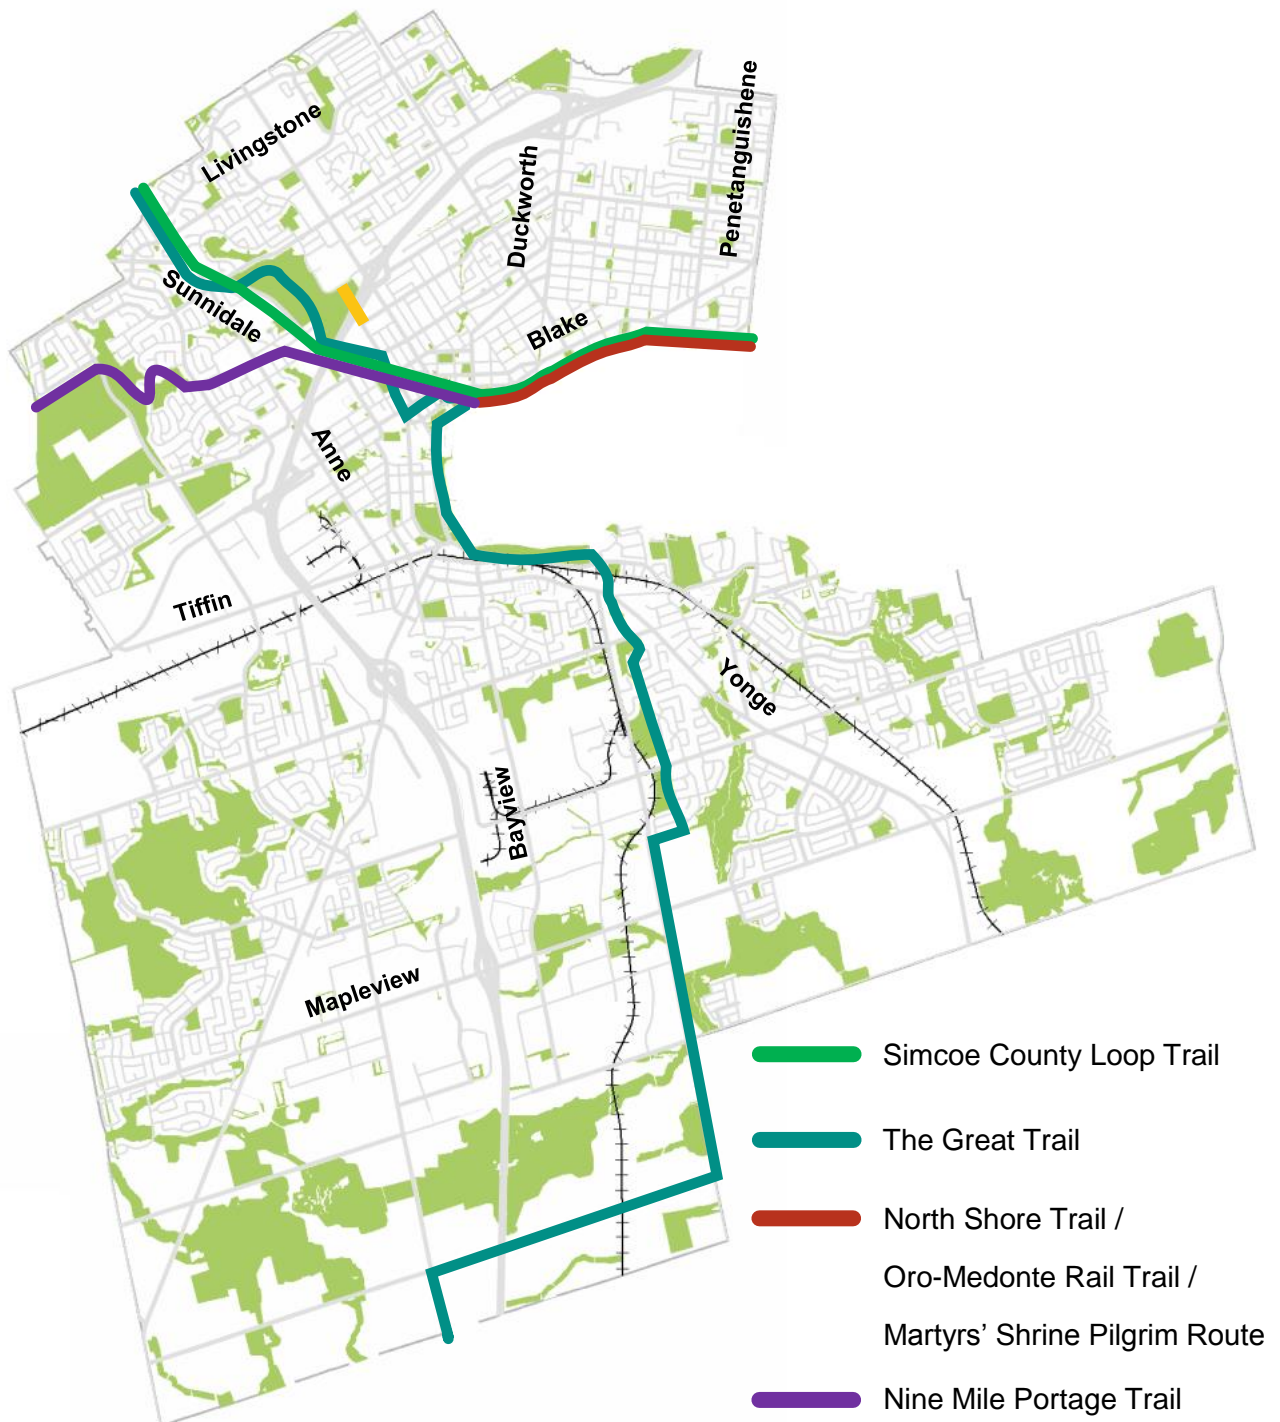 Livingstone
Penetanguishene
Duckworth
Sunnidale
Blake
Anne
Tiffin
Yonge
Bayview
Mapleview
Simcoe County Loop Trail
The Great Trail
North Shore Trail /
Oro-Medonte Rail Trail /
Martyrs’ Shrine Pilgrim Route
Nine Mile Portage Trail